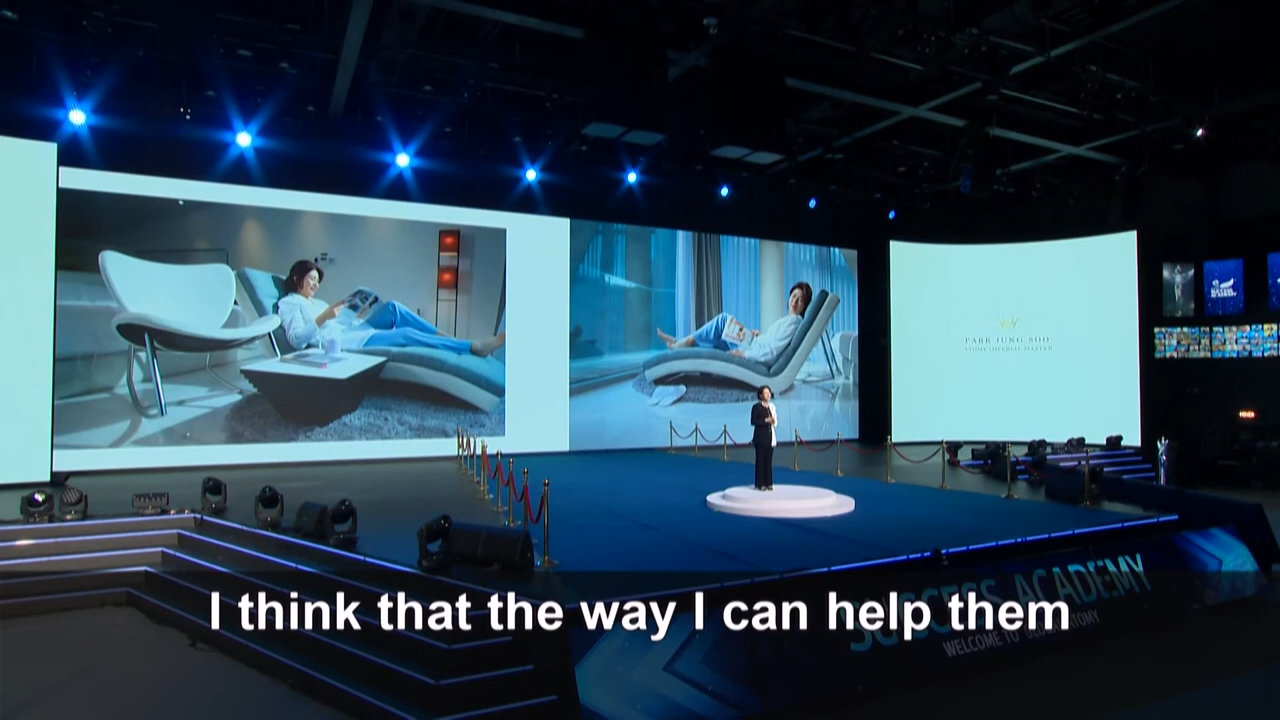 PARK JUNG SOO
ATOMY IMPERIAL MASTER
SUCCESS ACADEMY
WELCOME TO GLOBAL ATOMY
I think that the way I can help them